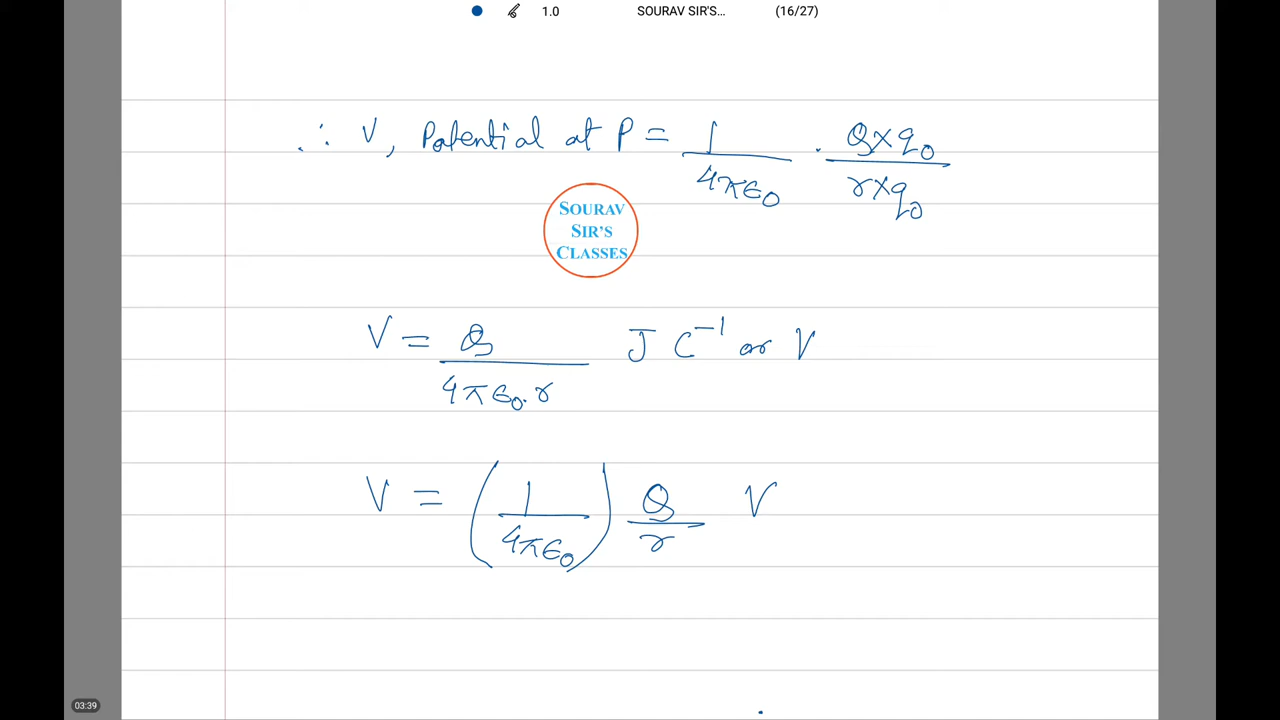 1.0 SOURAV SIR'S... (16/27)
∴ V, Potential at P = 1/4πϵ₀ · Q×q₀/r×q₀
SOURAV
SIR'S
CLASSES
V = Q/4πϵ₀.r J C⁻¹ or V
V = (1/4πϵ₀) Q/r V
03:39